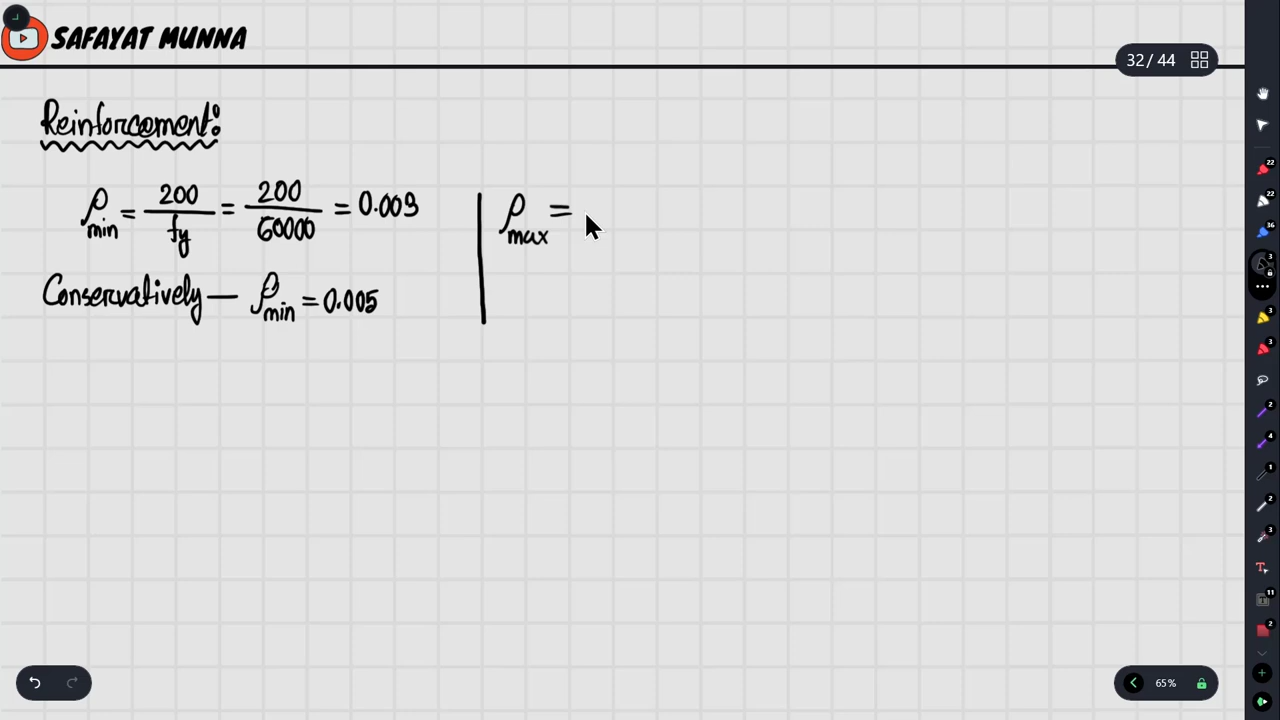 SAFAYAT MUNNA
32/44
Reinforcement:
ρmin = 200/fy = 200/60000 = 0.003
ρmax =
Conservatively — ρmin = 0.005
65%